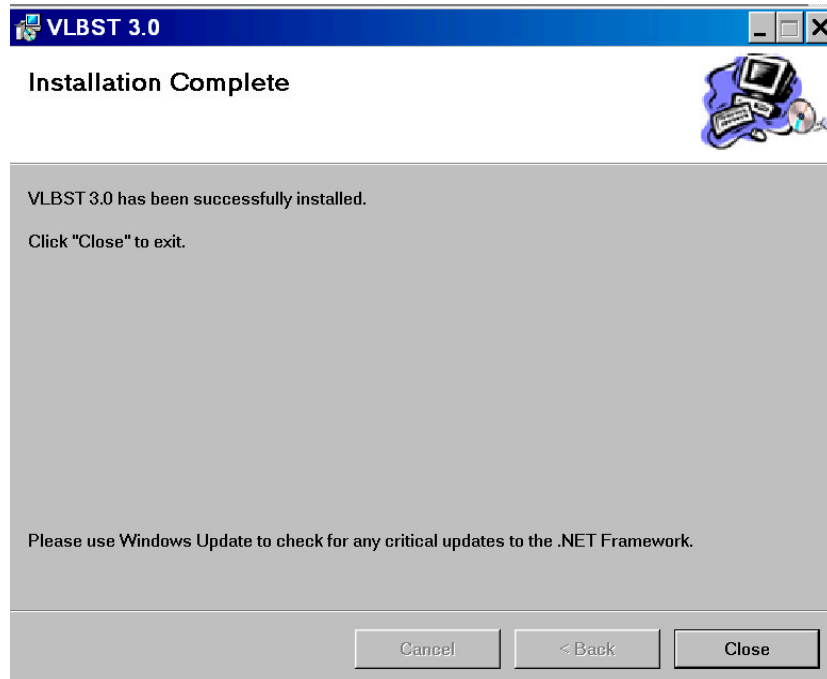 VLBST 3.0
Installation Complete
VLBST 3.0 has been successfully installed.
Click "Close" to exit.
Please use Windows Update to check for any critical updates to the .NET Framework.
Cancel < Back Close